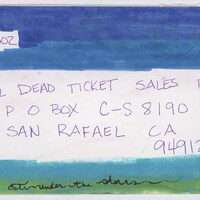 L DEAD TICKET SALES
P O BOX C-S 8190
SAN RAFAEL CA
94912
under the stars